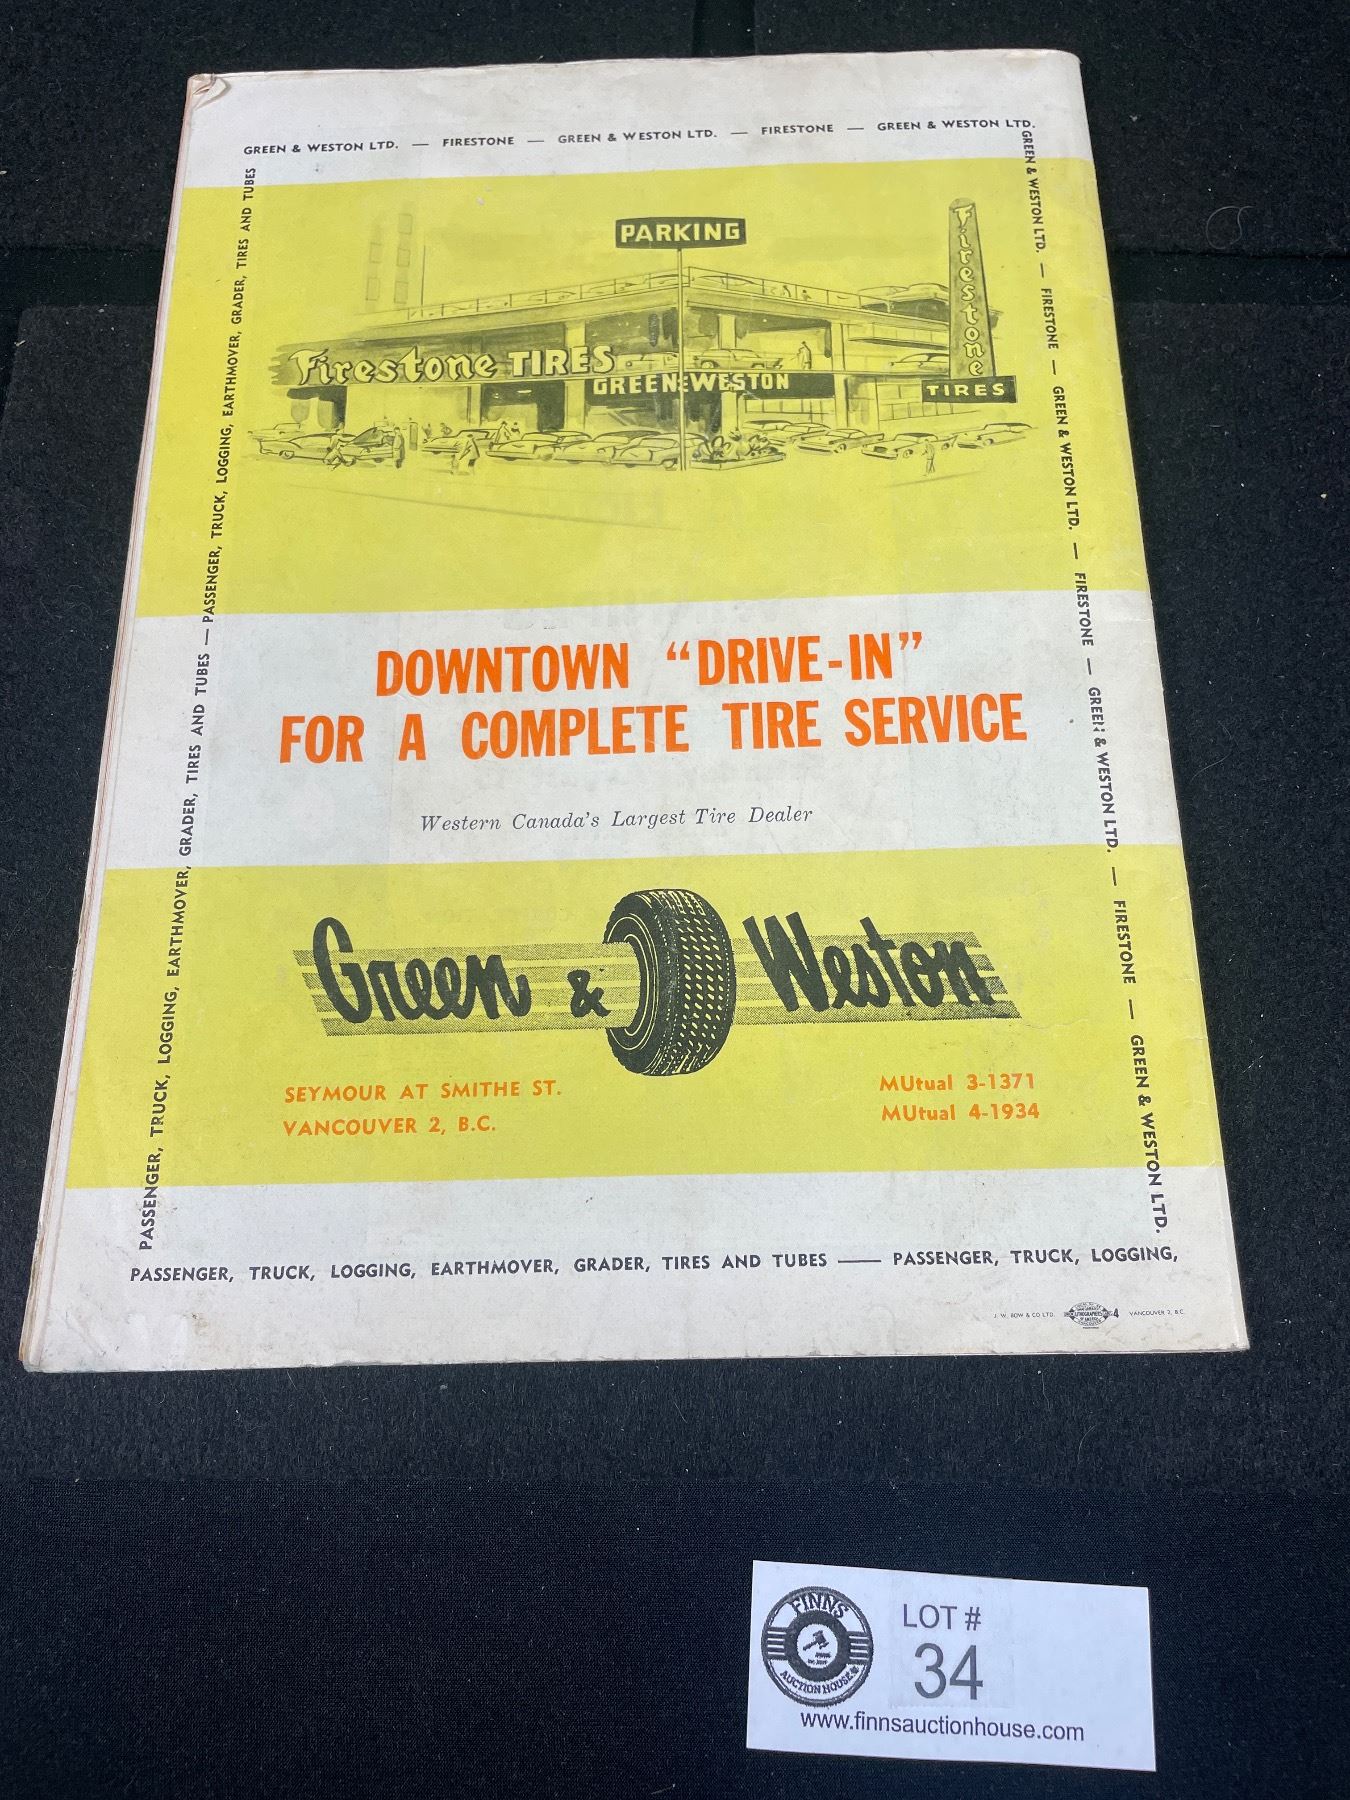 GREEN & WESTON LTD. — FIRESTONE — GREEN & WESTON LTD. — FIRESTONE — GREEN & WESTON LTD.
GREEN & WESTON LTD. — FIRESTONE — GREEN & WESTON LTD. — FIRESTONE — GREEN & WESTON LTD. — FIRESTONE — GREEN & WESTON LTD.
PASSENGER, TRUCK, LOGGING, EARTHMOVER, GRADER, TIRES AND TUBES — PASSENGER, TRUCK, LOGGING, EARTHMOVER, GRADER, TIRES AND TUBES
PARKING
Firestone
TIRES
Firestone TIRES
GREEN & WESTON
DOWNTOWN “DRIVE-IN”
FOR A COMPLETE TIRE SERVICE
Western Canada's Largest Tire Dealer
Green & Weston
SEYMOUR AT SMITHE ST.
VANCOUVER 2, B.C.
MUtual 3-1371
MUtual 4-1934
PASSENGER, TRUCK, LOGGING, EARTHMOVER, GRADER, TIRES AND TUBES — PASSENGER, TRUCK, LOGGING,
J. W. BOW & CO LTD. 4 VANCOUVER 2, B.C.
FINNS
AUCTION HOUSE
LOT #
34
www.finnsauctionhouse.com